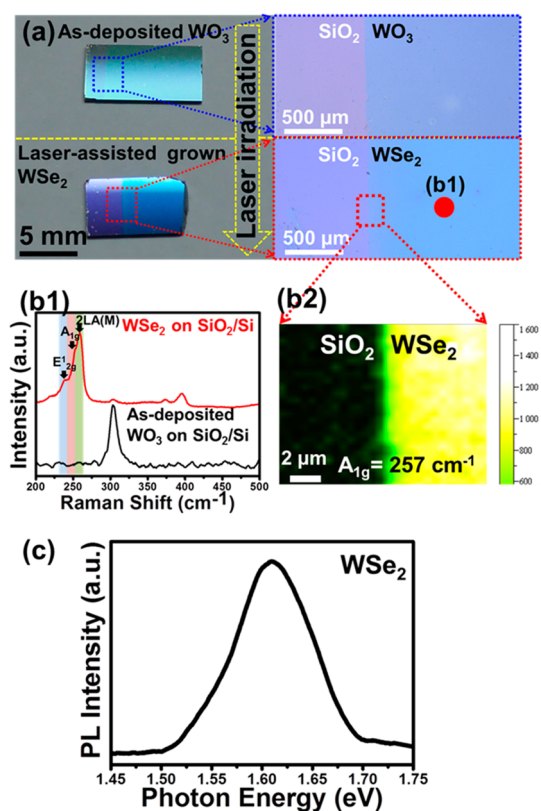 (a)
As-deposited WO₃
SiO₂ WO₃
500 μm
Laser irradiation
Laser-assisted grown
WSe₂
5 mm
SiO₂ WSe₂
(b1)
500 μm
(b1)
2LA(M)
A₁g
E¹₂g
WSe₂ on SiO₂/Si
As-deposited
WO₃ on SiO₂/Si
Intensity (a.u.)
200 250 300 350 400 450 500
Raman Shift (cm⁻¹)
(b2)
SiO₂ WSe₂
2 μm
A₁g= 257 cm⁻¹
1 600
1 400
1 200
1 000
800
600
(c)
WSe₂
PL Intensity (a.u.)
1.45 1.50 1.55 1.60 1.65 1.70 1.75
Photon Energy (eV)